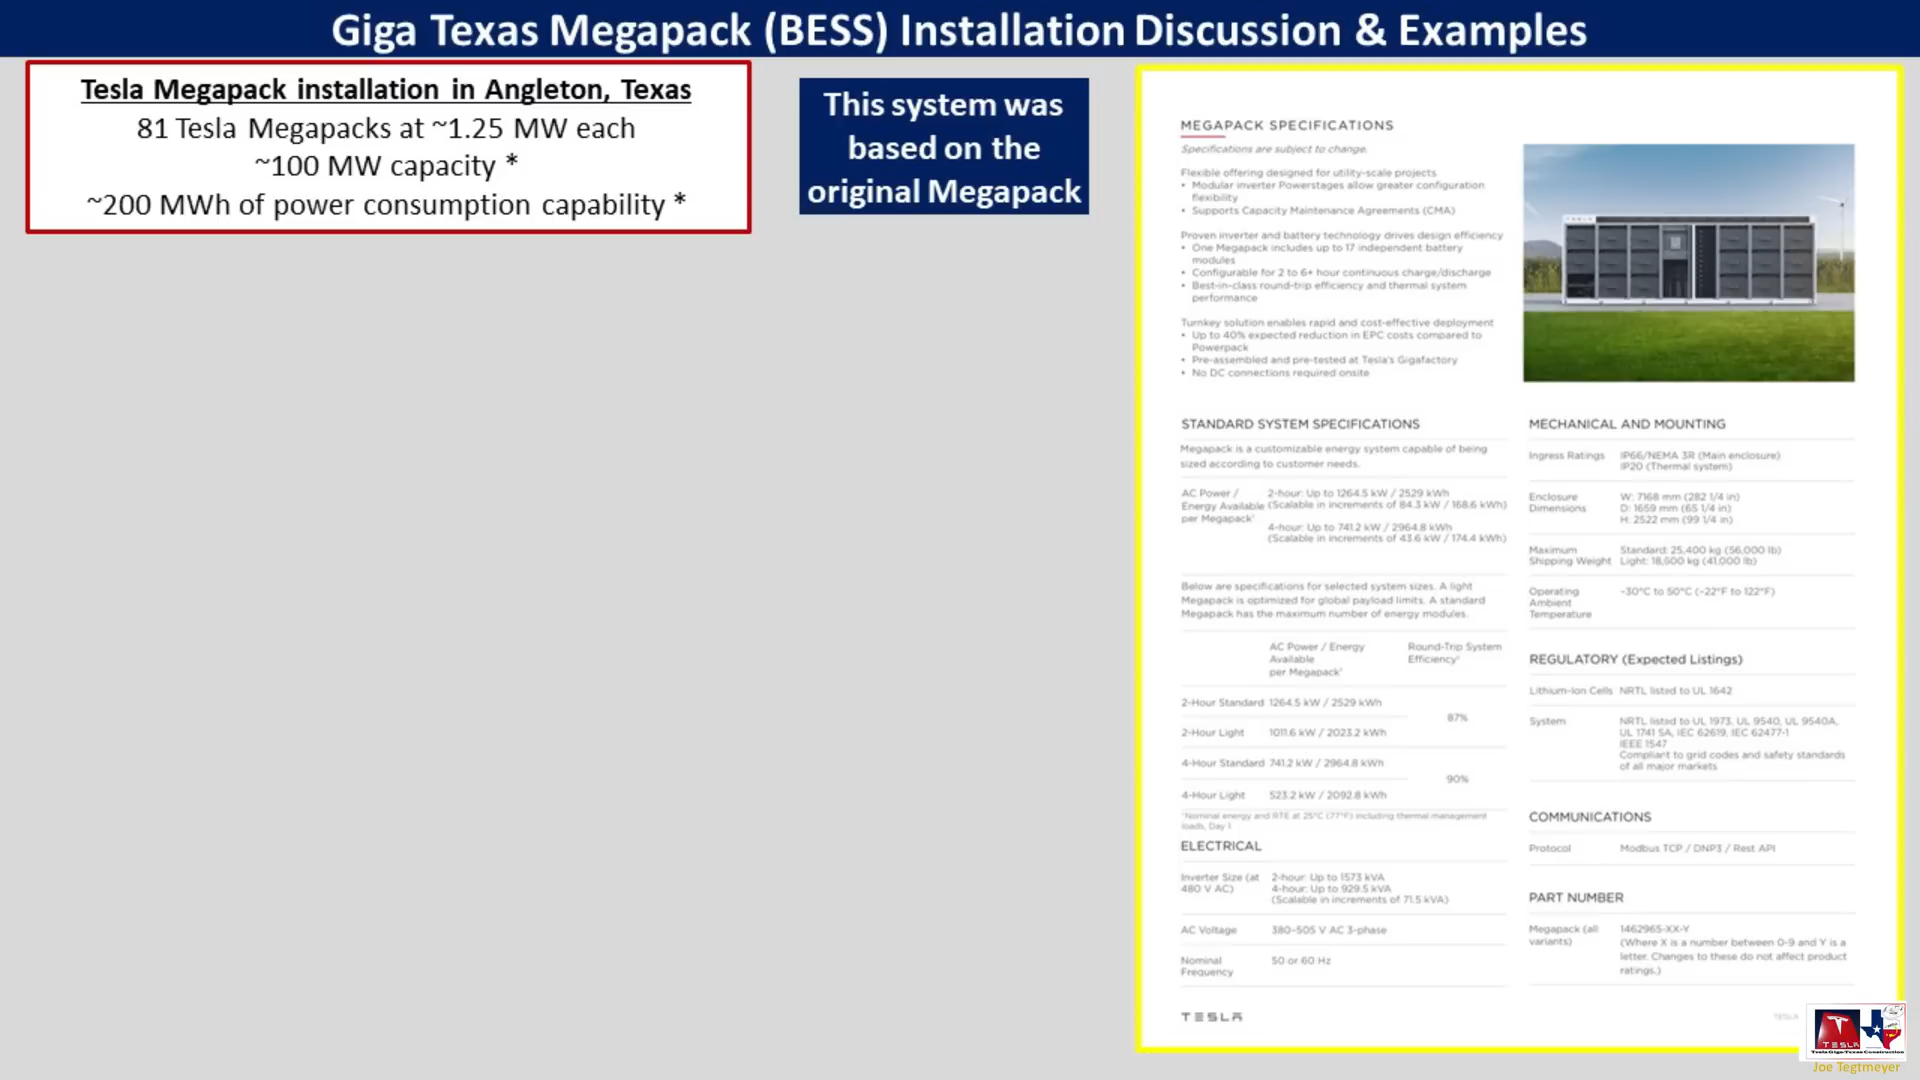 Giga Texas Megapack (BESS) Installation Discussion & Examples
Tesla Megapack installation in Angleton, Texas
81 Tesla Megapacks at ~1.25 MW each
~100 MW capacity *
~200 MWh of power consumption capability *
This system was
based on the
original Megapack
MEGAPACK SPECIFICATIONS
Specifications are subject to change.
Flexible offering designed for utility-scale projects
• Modular inverter Powerstages allow greater configuration
flexibility
• Supports Capacity Maintenance Agreements (CMA)
Proven inverter and battery technology drives design efficiency
• One Megapack includes up to 17 independent battery
modules
• Configurable for 2 to 6+ hour continuous charge/discharge
• Best-in-class round-trip efficiency and thermal system
performance
Turnkey solution enables rapid and cost-effective deployment
• Up to 40% expected reduction in EPC costs compared to
Powerpack
• Pre-assembled and pre-tested at Tesla's Gigafactory
• No DC connections required onsite
STANDARD SYSTEM SPECIFICATIONS
Megapack is a customizable energy system capable of being
sized according to customer needs.
AC Power / 2-hour: Up to 1264.5 kW / 2529 kWh
Energy Available (Scalable in increments of 84.3 kW / 168.6 kWh)
per Megapack¹
4-hour: Up to 741.2 kW / 2964.8 kWh
(Scalable in increments of 43.6 kW / 174.4 kWh)
Below are specifications for selected system sizes. A light
Megapack is optimized for global payload limits. A standard
Megapack has the maximum number of energy modules.
AC Power / Energy Round-Trip System
Available Efficiency¹
per Megapack¹
2-Hour Standard 1264.5 kW / 2529 kWh
87%
2-Hour Light 1011.6 kW / 2023.2 kWh
4-Hour Standard 741.2 kW / 2964.8 kWh
90%
4-Hour Light 523.2 kW / 2092.8 kWh
¹Nominal energy and RTE at 25°C (77°F) including thermal management
loads, Day 1
ELECTRICAL
Inverter Size (at 2-hour: Up to 1573 kVA
480 V AC) 4-hour: Up to 929.5 kVA
(Scalable in increments of 71.5 kVA)
AC Voltage 380-505 V AC 3-phase
Nominal 50 or 60 Hz
Frequency
TESLA
MECHANICAL AND MOUNTING
Ingress Ratings IP66/NEMA 3R (Main enclosure)
IP20 (Thermal system)
Enclosure W: 7168 mm (282 1/4 in)
Dimensions D: 1659 mm (65 1/4 in)
H: 2522 mm (99 1/4 in)
Maximum Standard: 25,400 kg (56,000 lb)
Shipping Weight Light: 18,600 kg (41,000 lb)
Operating -30°C to 50°C (-22°F to 122°F)
Ambient
Temperature
REGULATORY (Expected Listings)
Lithium-Ion Cells NRTL listed to UL 1642
System NRTL listed to UL 1973, UL 9540, UL 9540A,
UL 1741 SA, IEC 62619, IEC 62477-1
IEEE 1547
Compliant to grid codes and safety standards
of all major markets
COMMUNICATIONS
Protocol Modbus TCP / DNP3 / Rest API
PART NUMBER
Megapack (all 1462965-XX-Y
variants) (Where X is a number between 0-9 and Y is a
letter. Changes to these do not affect product
ratings.)
TESLA
TESLA
Tesla Giga-Texas Construction
Joe Tegtmeyer